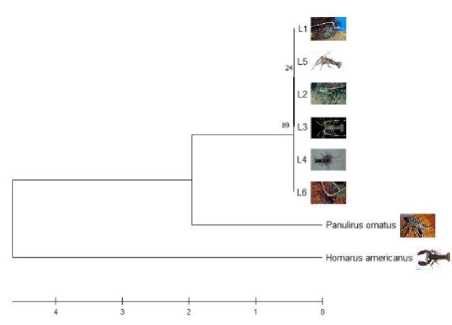 L1
L5
24
L2
89
L3
L4
L6
Panulirus ornatus
Homarus americanus
4 3 2 1 0